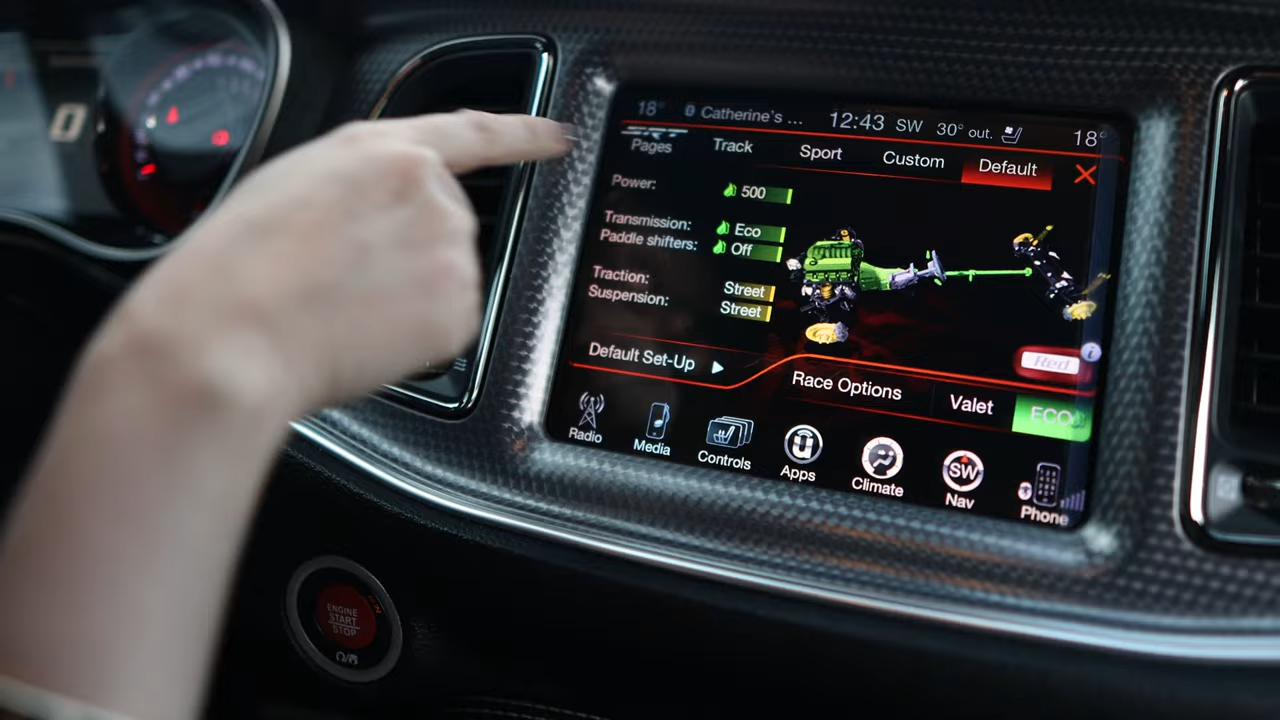 0
18° Catherine's ... 12:43 SW 30° out. 18°
SRT
Pages Track Sport Custom Default
Power: 500
Transmission: Eco
Paddle shifters: Off
Traction: Street
Suspension: Street
Red i
Default Set-Up Race Options Valet ECO
Radio Media Controls Apps Climate SW Nav Phone
ENGINE
START
STOP